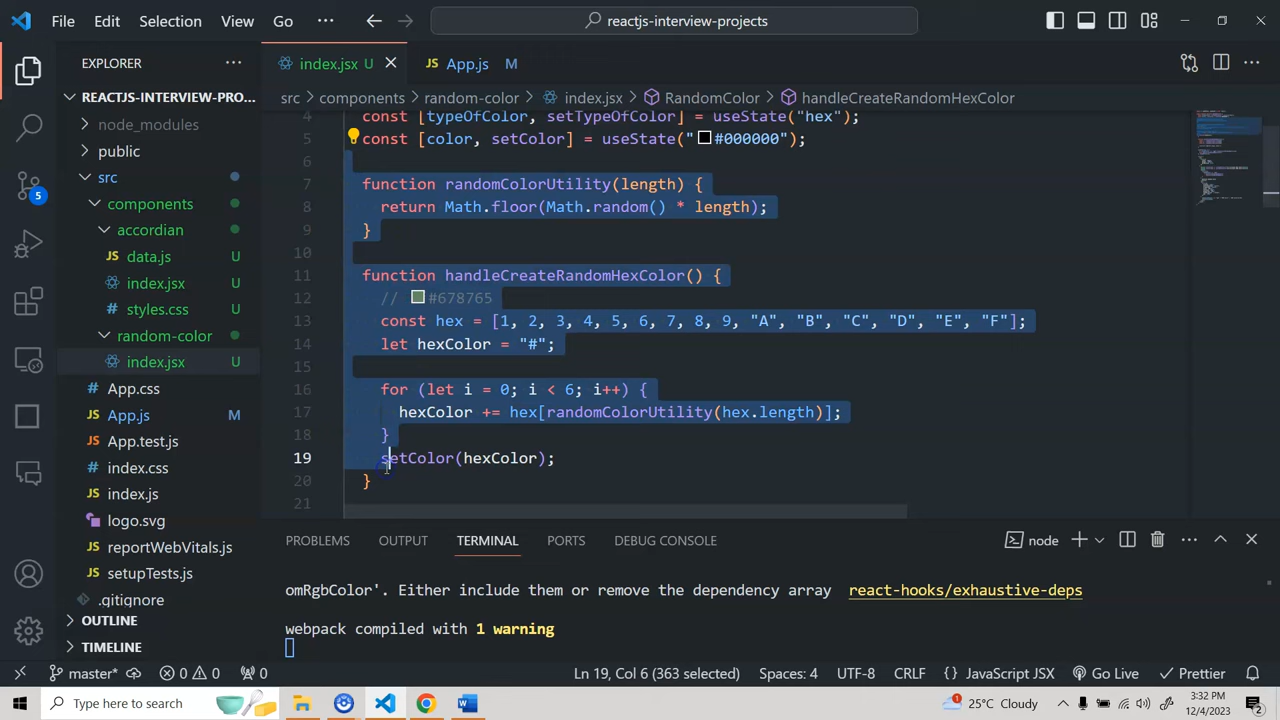 File Edit Selection View Go ··· reactjs-interview-projects
EXPLORER
index.jsx U
JS App.js M
REACTJS-INTERVIEW-PRO...
src components random-color index.jsx RandomColor handleCreateRandomHexColor
node_modules
public
src
components
accordian
JS data.js U
index.jsx U
styles.css U
random-color
index.jsx U
App.css
JS App.js M
JS App.test.js
index.css
JS index.js
logo.svg
JS reportWebVitals.js
JS setupTests.js
.gitignore
OUTLINE
TIMELINE
5
4 const [typeOfColor, setTypeOfColor] = useState("hex");
5 const [color, setColor] = useState("#000000");
6
7 function randomColorUtility(length) {
8 return Math.floor(Math.random() * length);
9 }
10
11 function handleCreateRandomHexColor() {
12 // #678765
13 const hex = [1, 2, 3, 4, 5, 6, 7, 8, 9, "A", "B", "C", "D", "E", "F"];
14 let hexColor = "#";
15
16 for (let i = 0; i < 6; i++) {
17 hexColor += hex[randomColorUtility(hex.length)];
18 }
19 setColor(hexColor);
20 }
21
PROBLEMS OUTPUT TERMINAL PORTS DEBUG CONSOLE node
omRgbColor'. Either include them or remove the dependency array react-hooks/exhaustive-deps
webpack compiled with 1 warning
master* 0 0 0 Ln 19, Col 6 (363 selected) Spaces: 4 UTF-8 CRLF {} JavaScript JSX Go Live Prettier
Type here to search 25°C Cloudy 3:32 PM
12/4/2023
2